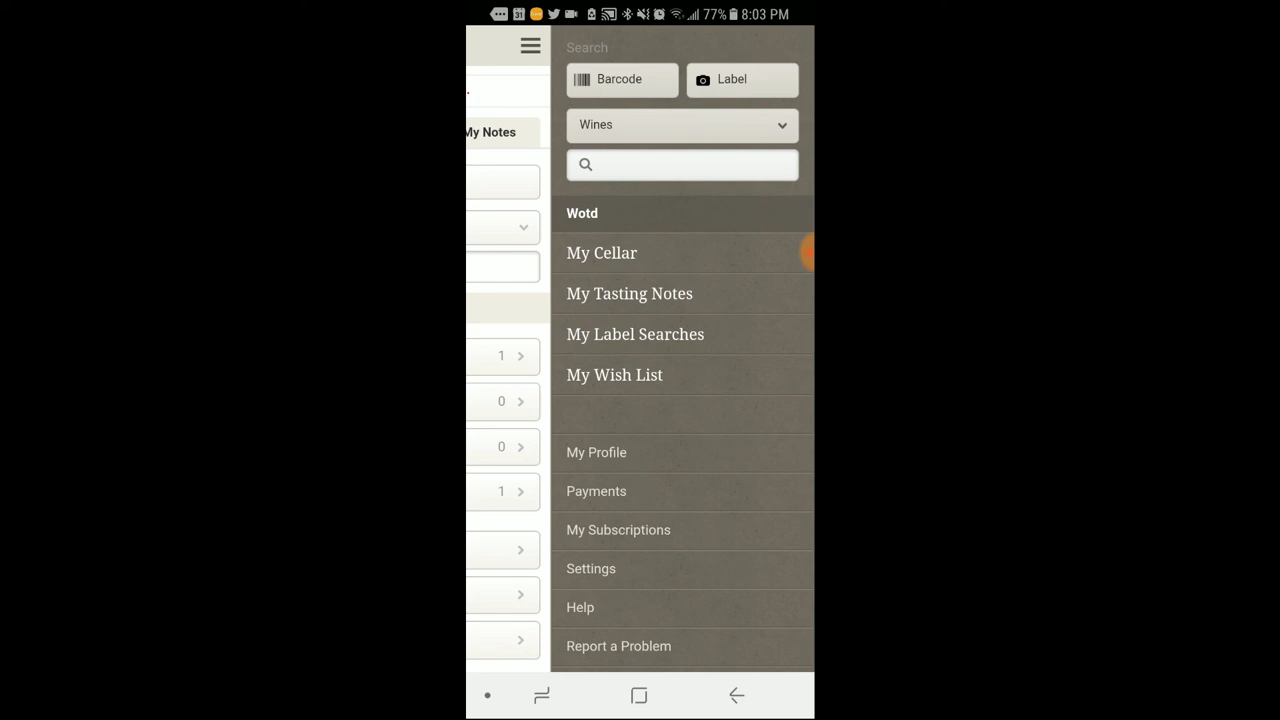 31
77% 8:03 PM
Search
Barcode
Label
Wines
My Notes
Wotd
My Cellar
My Tasting Notes
My Label Searches
1
My Wish List
0
0
My Profile
1
Payments
My Subscriptions
Settings
Help
Report a Problem